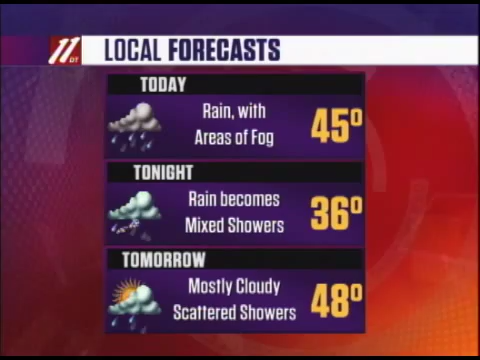 11 DT LOCAL FORECASTS
TODAY
Rain, with
Areas of Fog
45°
TONIGHT
Rain becomes
Mixed Showers
36°
TOMORROW
Mostly Cloudy
Scattered Showers
48°